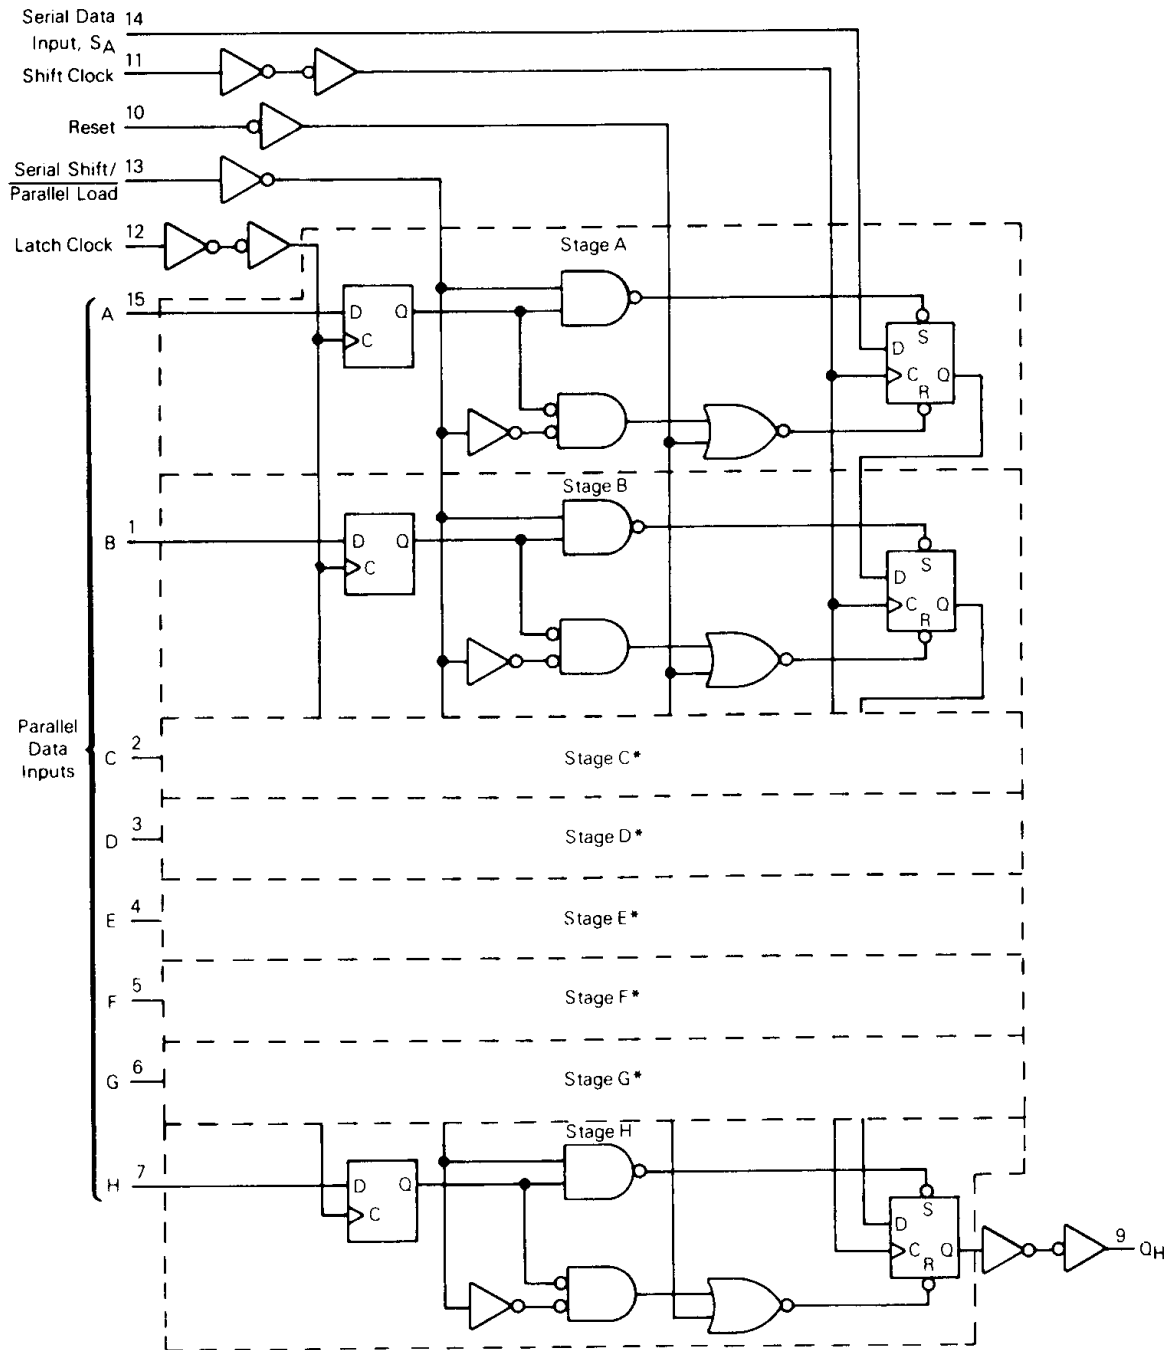 Serial Data 14
Input, SA
11
Shift Clock
10
Reset
Serial Shift/ 13
Parallel Load
12
Latch Clock
Stage A
15
A
D Q
C
S
D
C Q
R
Stage B
1
B
D Q
C
S
D
C Q
R
Parallel
Data
Inputs
2
C
Stage C*
3
D
Stage D*
4
E
Stage E*
5
F
Stage F*
6
G
Stage G*
Stage H
7
H
D Q
C
S
D
C Q
R
9
QH